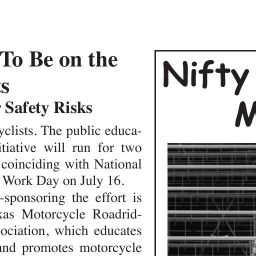 To Be on the
Safety Risks
yclists. The public educa-
itiative will run for two
coinciding with National
Work Day on July 16.
-sponsoring the effort is
xas Motorcycle Roadrid-
ociation, which educates
and promotes motorcycle
Nifty